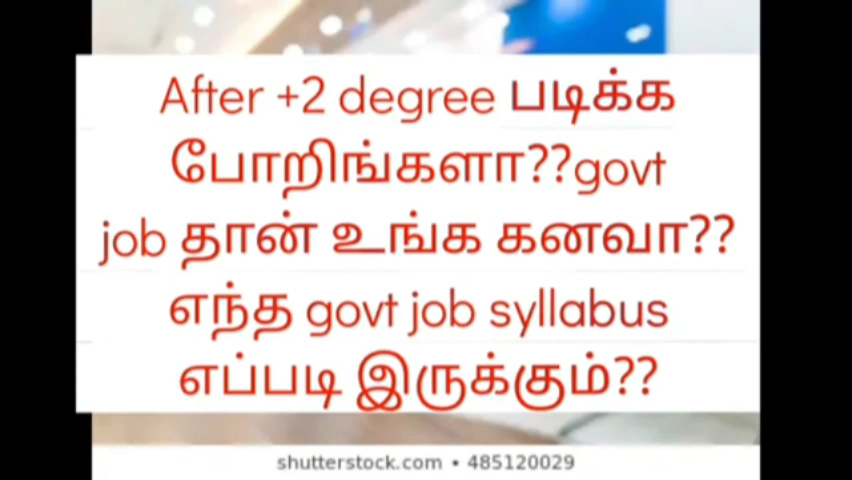 After +2 degree படிக்க
போறிங்களா??govt
job தான் உங்க கனவா??
எந்த govt job syllabus
எப்படி இருக்கும்??
shutterstock.com • 485120029